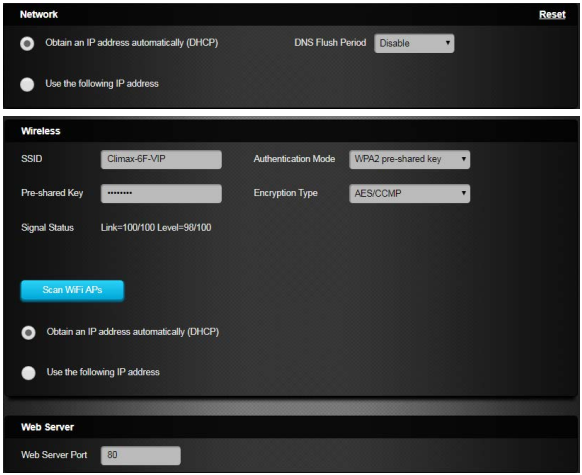 Network Reset
Obtain an IP address automatically (DHCP) DNS Flush Period Disable
Use the following IP address
Wireless
SSID Climax-6F-VIP Authentication Mode WPA2 pre-shared key
Pre-shared Key •••••••• Encryption Type AES/CCMP
Signal Status Link=100/100 Level=98/100
Scan WiFi APs
Obtain an IP address automatically (DHCP)
Use the following IP address
Web Server
Web Server Port 80